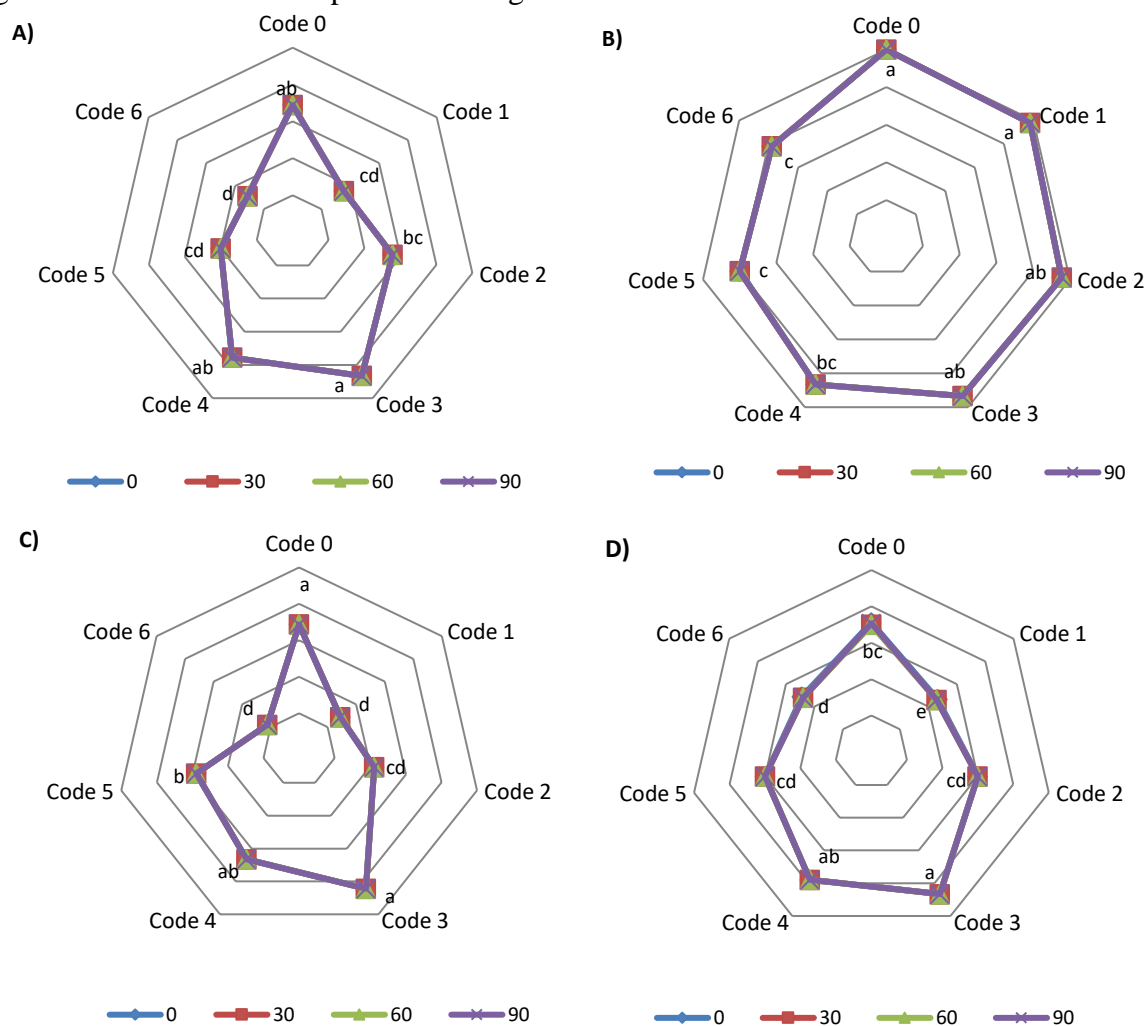 A)
Code 0
ab
Code 6
Code 1
cd
d
bc
cd
Code 5
Code 2
ab
a
Code 4
Code 3
0 30 60 90
B)
Code 0
a
Code 6
Code 1
a
c
c
ab
Code 5
Code 2
bc
ab
Code 4
Code 3
0 30 60 90
C)
Code 0
a
Code 6
Code 1
d
d
b
cd
Code 5
Code 2
ab
a
Code 4
Code 3
0 30 60 90
D)
Code 0
Code 6
Code 1
bc
d
e
cd
cd
Code 5
Code 2
ab
a
Code 4
Code 3
0 30 60 90